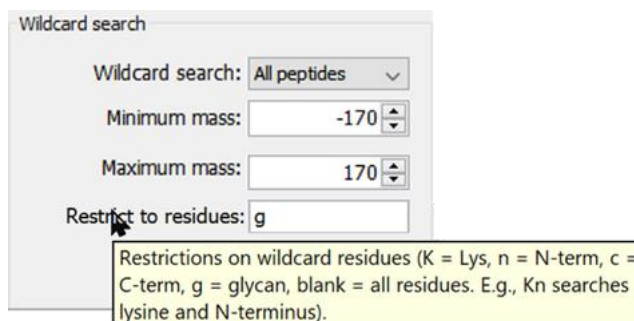 Wildcard search
Wildcard search: All peptides
Minimum mass: -170
Maximum mass: 170
Restrict to residues: g
Restrictions on wildcard residues (K = Lys, n = N-term, c =
C-term, g = glycan, blank = all residues. E.g., Kn searches
lysine and N-terminus).